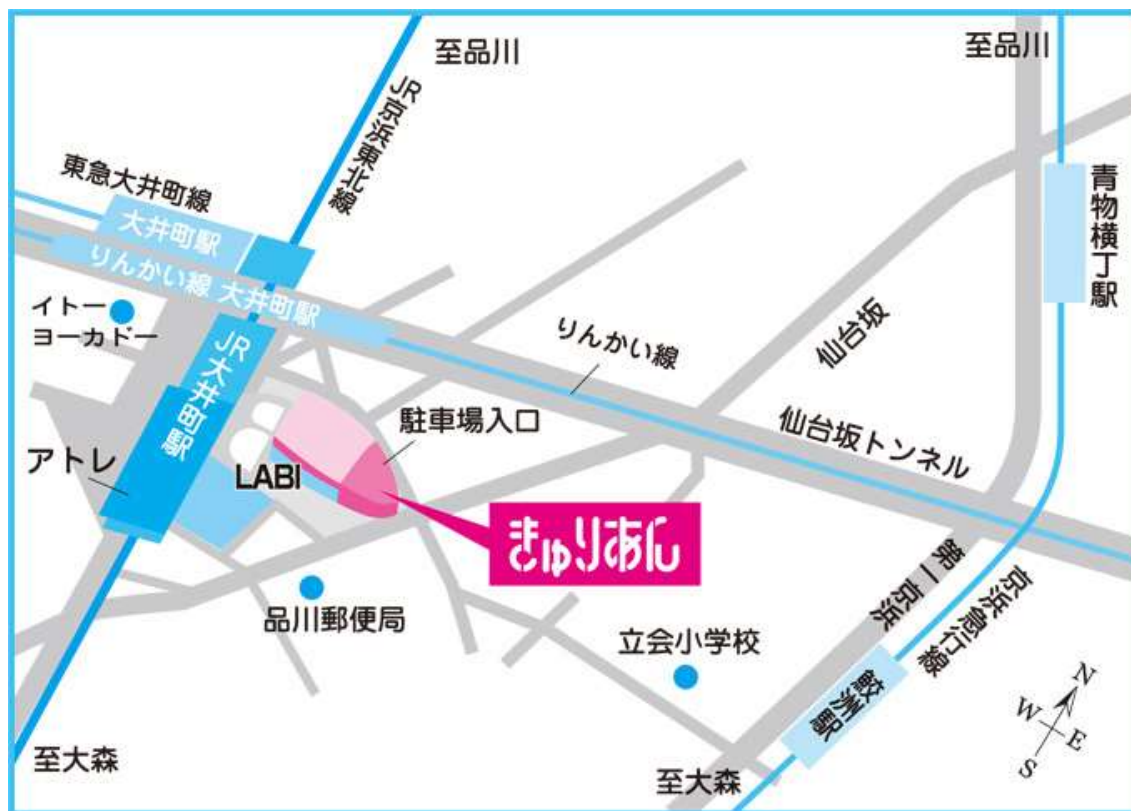 至品川
至品川
JR京浜東北線
東急大井町線
大井町駅
りんかい線 大井町駅
青物横丁駅
イトー
ヨーカドー
JR大井町駅
りんかい線
仙台坂
駐車場入口
仙台坂トンネル
アトレ
LABI
きゅりあん
第一京浜
京浜急行線
品川郵便局
立会小学校
鮫洲駅
N
W
E
S
至大森
至大森